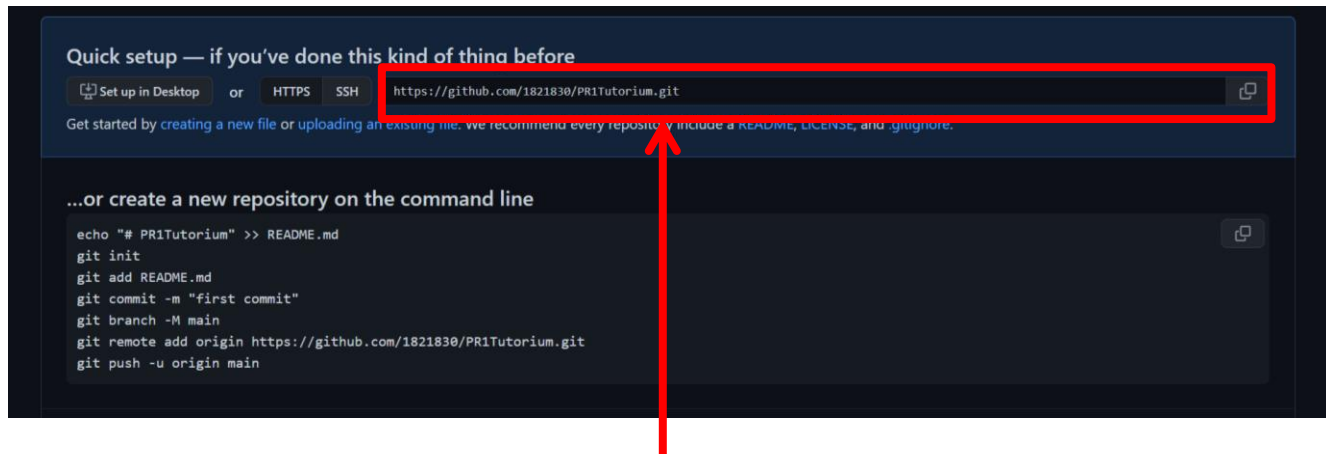 Quick setup — if you've done this kind of thing before
Set up in Desktop or HTTPS SSH https://github.com/1821830/PR1Tutorium.git
Get started by creating a new file or uploading an existing file. We recommend every repository include a README, LICENSE, and .gitignore.
...or create a new repository on the command line
echo "# PR1Tutorium" >> README.md
git init
git add README.md
git commit -m "first commit"
git branch -M main
git remote add origin https://github.com/1821830/PR1Tutorium.git
git push -u origin main